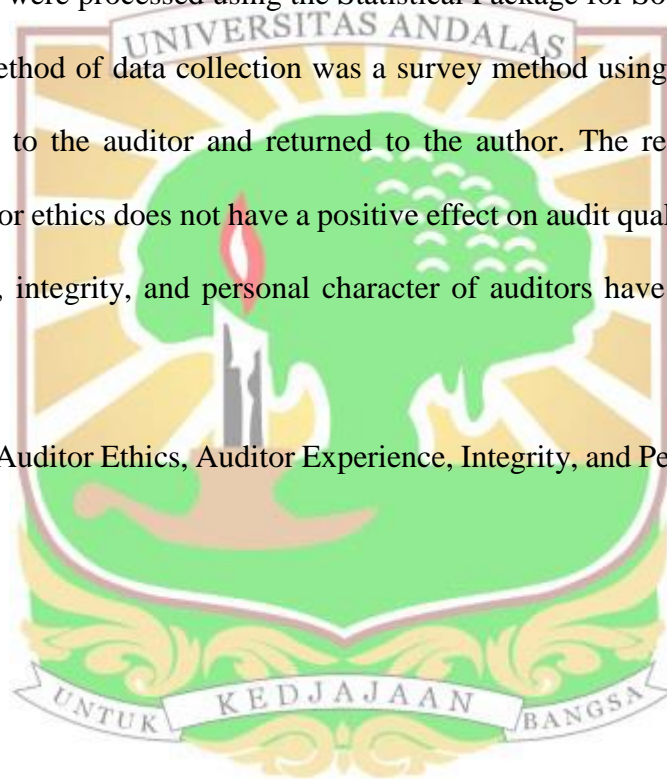 were processed using the Statistical Package for So
UNIVERSITAS ANDALAS
ethod of data collection was a survey method using
to the auditor and returned to the author. The re
or ethics does not have a positive effect on audit qual
, integrity, and personal character of auditors have
Auditor Ethics, Auditor Experience, Integrity, and Pe
UNTUK KEDJAJAAN BANGSA